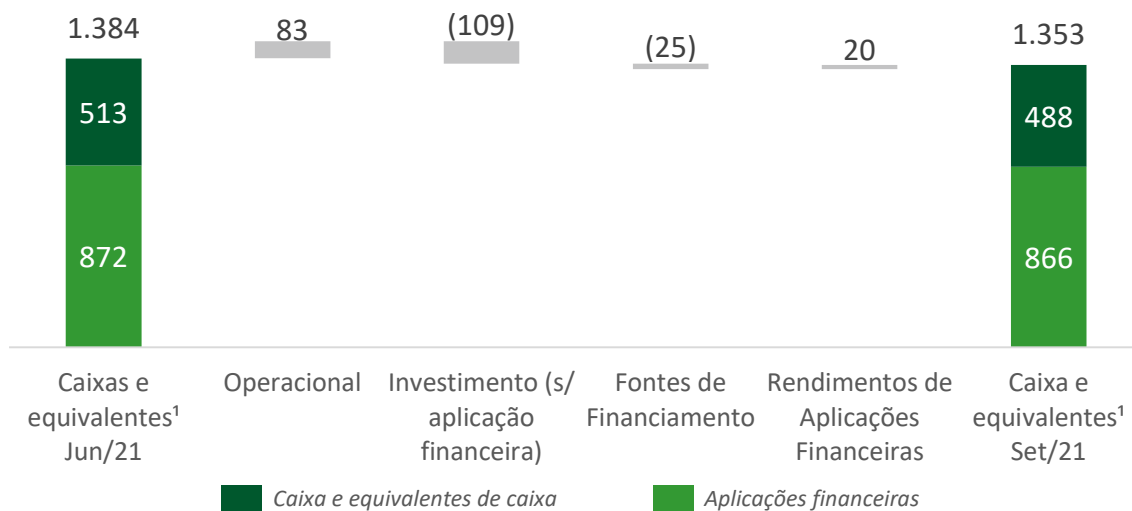 1.384
83
(109)
(25)
20
1.353
513
488
872
866
Caixas e
equivalentes¹
Jun/21
Operacional
Investimento (s/
aplicação
financeira)
Fontes de
Financiamento
Rendimentos de
Aplicações
Financeiras
Caixa e
equivalentes¹
Set/21
Caixa e equivalentes de caixa
Aplicações financeiras